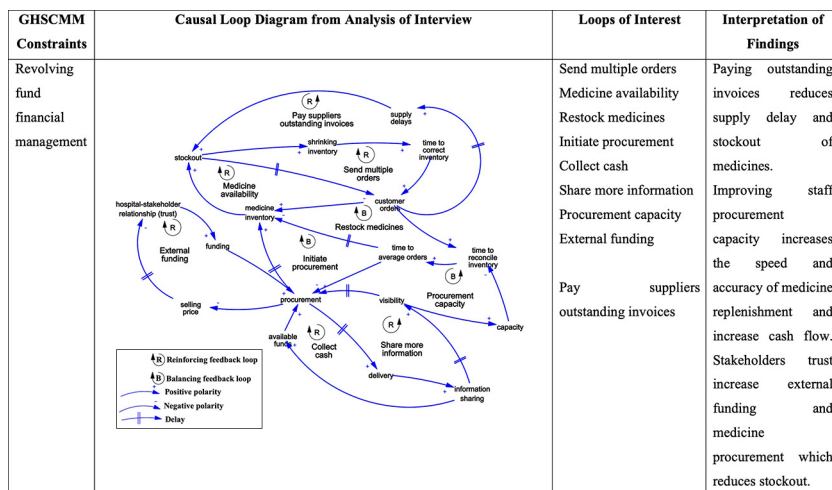 GHSCMM
Constraints
Causal Loop Diagram from Analysis of Interview
Loops of Interest
Interpretation of
Findings
Revolving
fund
financial
management
R
Pay suppliers
outstanding invoices
supply
delays
shrinking
inventory
time to
correct inventory
stockout
R
Send multiple
orders
R
Medicine
availability
hospital-stakeholder
relationship (trust)
medicine
inventory
customer
orders
B
Restock medicines
R
External
funding
funding
B
Initiate
procurement
time to
average orders
time to
reconcile
inventory
B
Procurement
capacity
selling
price
procurement
visibility
capacity
available
funds
R
Collect
cash
R
Share more
information
delivery
information
sharing
R Reinforcing feedback loop
B Balancing feedback loop
+ Positive polarity
- Negative polarity
Delay
Send multiple orders
Medicine availability
Restock medicines
Initiate procurement
Collect cash
Share more information
Procurement capacity
External funding
Pay suppliers
outstanding invoices
Paying outstanding
invoices reduces
supply delay and
stockout of
medicines.
Improving staff
procurement
capacity increases
the speed and
accuracy of medicine
replenishment and
increase cash flow.
Stakeholders trust
increase external
funding and
medicine
procurement which
reduces stockout.